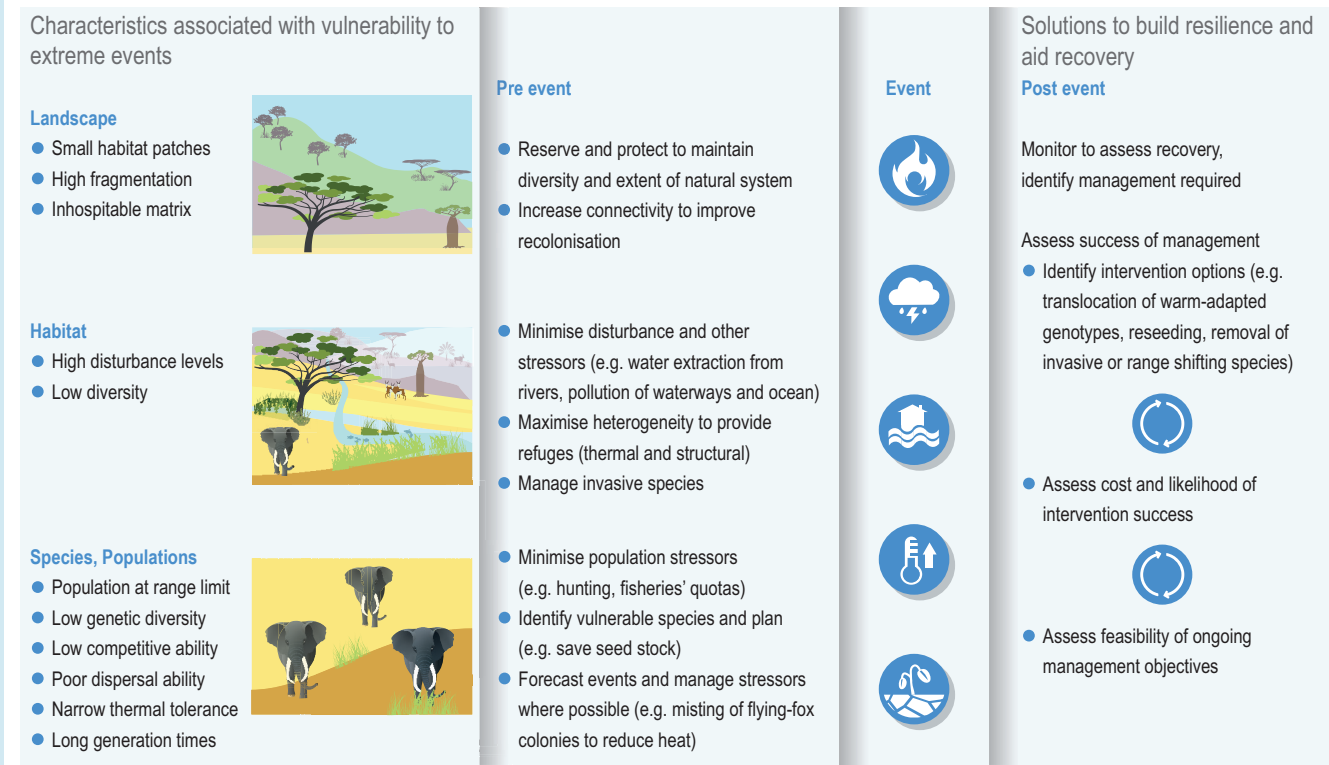 Characteristics associated with vulnerability to
extreme events
Landscape
● Small habitat patches
● High fragmentation
● Inhospitable matrix
Habitat
● High disturbance levels
● Low diversity
Species, Populations
● Population at range limit
● Low genetic diversity
● Low competitive ability
● Poor dispersal ability
● Narrow thermal tolerance
● Long generation times
Pre event
● Reserve and protect to maintain
diversity and extent of natural system
● Increase connectivity to improve
recolonisation
● Minimise disturbance and other
stressors (e.g. water extraction from
rivers, pollution of waterways and ocean)
● Maximise heterogeneity to provide
refuges (thermal and structural)
● Manage invasive species
● Minimise population stressors
(e.g. hunting, fisheries’ quotas)
● Identify vulnerable species and plan
(e.g. save seed stock)
● Forecast events and manage stressors
where possible (e.g. misting of flying-fox
colonies to reduce heat)
Event
Solutions to build resilience and
aid recovery
Post event
Monitor to assess recovery,
identify management required
Assess success of management
● Identify intervention options (e.g.
translocation of warm-adapted
genotypes, reseeding, removal of
invasive or range shifting species)
● Assess cost and likelihood of
intervention success
● Assess feasibility of ongoing
management objectives